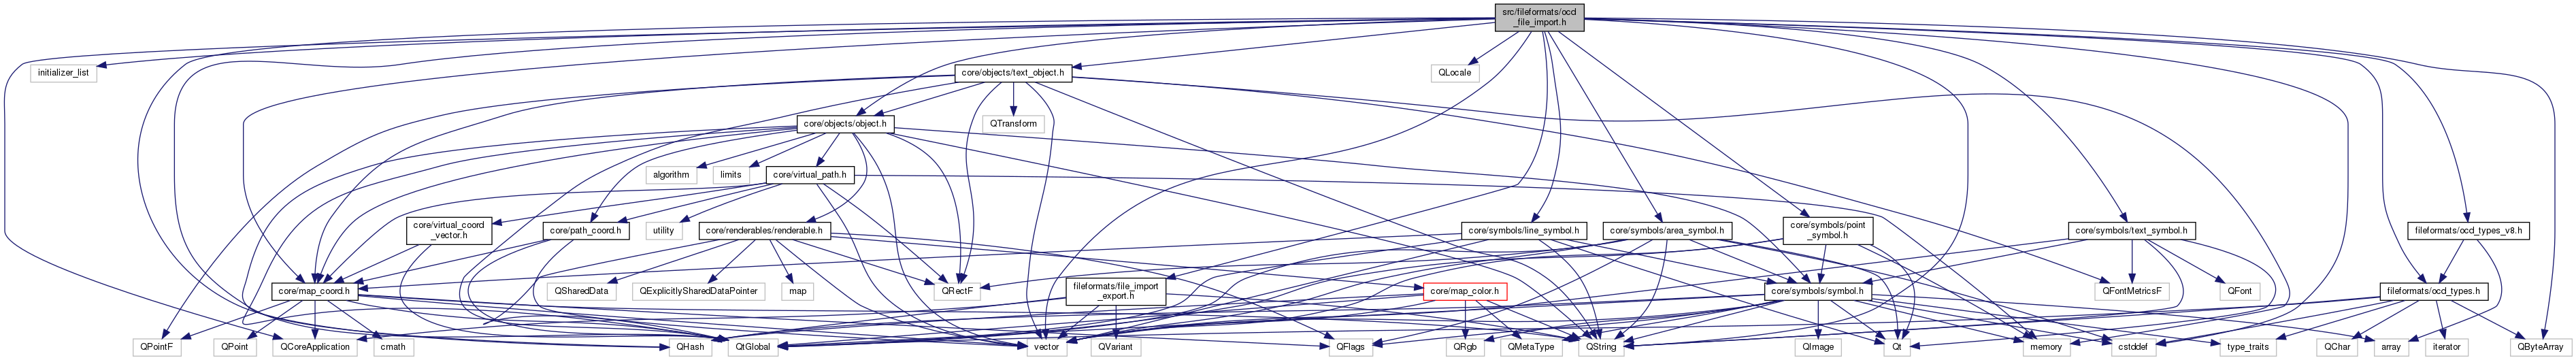 src/fileformats/ocd
_file_import.h
initializer_list
core/objects/text_object.h
QLocale
QTransform
core/objects/object.h
algorithm
limits
core/virtual_path.h
core/virtual_coord
_vector.h
core/path_coord.h
utility
core/renderables/renderable.h
core/symbols/line_symbol.h
core/symbols/area_symbol.h
core/symbols/point
_symbol.h
core/symbols/text_symbol.h
fileformats/ocd_types_v8.h
core/map_coord.h
QSharedData
QExplicitlySharedDataPointer
map
QRectF
fileformats/file_import
_export.h
core/map_color.h
core/symbols/symbol.h
QFontMetricsF
QFont
fileformats/ocd_types.h
QPointF
QPoint
QCoreApplication
cmath
QHash
QtGlobal
vector
QVariant
QFlags
QRgb
QMetaType
QString
QImage
Qt
memory
cstddef
type_traits
QChar
array
iterator
QByteArray